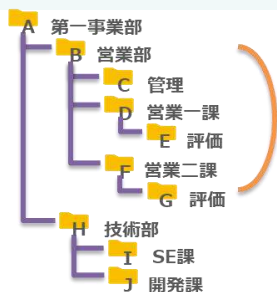 A 第一事業部
B 営業部
C 管理
D 営業一課
E 評価
F 営業二課
G 評価
H 技術部
I SE課
J 開発課